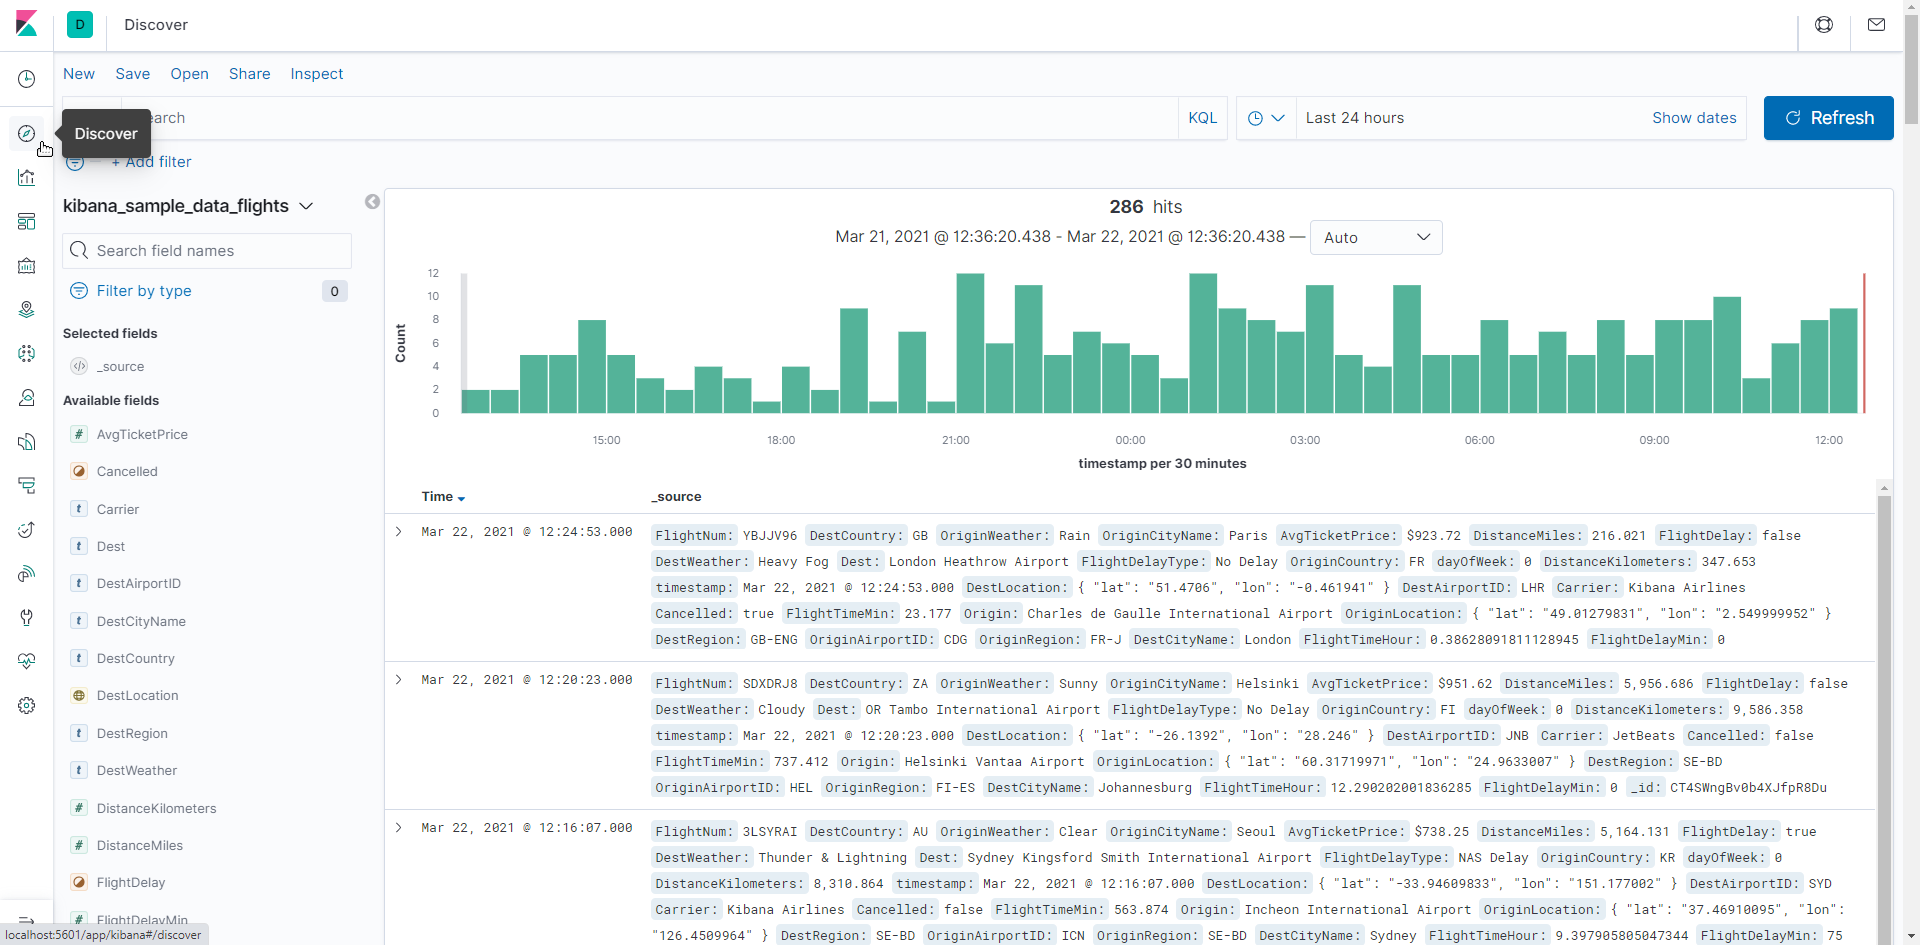 D Discover
New Save Open Share Inspect
earch KQL Last 24 hours Show dates Refresh
Discover
+ Add filter
kibana_sample_data_flights
Search field names
Filter by type 0
Selected fields
_source
Available fields
# AvgTicketPrice
Cancelled
t Carrier
t Dest
t DestAirportID
t DestCityName
t DestCountry
DestLocation
t DestRegion
t DestWeather
# DistanceKilometers
# DistanceMiles
FlightDelay
# FlightDelayMin
localhost:5601/app/kibana#/discover
286 hits
Mar 21, 2021 @ 12:36:20.438 - Mar 22, 2021 @ 12:36:20.438 — Auto
Count
12
10
8
6
4
2
0
15:00 18:00 21:00 00:00 03:00 06:00 09:00 12:00
timestamp per 30 minutes
Time _source
Mar 22, 2021 @ 12:24:53.000 FlightNum: YBJJV96 DestCountry: GB OriginWeather: Rain OriginCityName: Paris AvgTicketPrice: $923.72 DistanceMiles: 216.021 FlightDelay: false
DestWeather: Heavy Fog Dest: London Heathrow Airport FlightDelayType: No Delay OriginCountry: FR dayOfWeek: 0 DistanceKilometers: 347.653
timestamp: Mar 22, 2021 @ 12:24:53.000 DestLocation: { "lat": "51.4706", "lon": "-0.461941" } DestAirportID: LHR Carrier: Kibana Airlines
Cancelled: true FlightTimeMin: 23.177 Origin: Charles de Gaulle International Airport OriginLocation: { "lat": "49.01279831", "lon": "2.549999952" }
DestRegion: GB-ENG OriginAirportID: CDG OriginRegion: FR-J DestCityName: London FlightTimeHour: 0.38628091811128945 FlightDelayMin: 0
Mar 22, 2021 @ 12:20:23.000 FlightNum: SDXDRJ8 DestCountry: ZA OriginWeather: Sunny OriginCityName: Helsinki AvgTicketPrice: $951.62 DistanceMiles: 5,956.686 FlightDelay: false
DestWeather: Cloudy Dest: OR Tambo International Airport FlightDelayType: No Delay OriginCountry: FI dayOfWeek: 0 DistanceKilometers: 9,586.358
timestamp: Mar 22, 2021 @ 12:20:23.000 DestLocation: { "lat": "-26.1392", "lon": "28.246" } DestAirportID: JNB Carrier: JetBeats Cancelled: false
FlightTimeMin: 737.412 Origin: Helsinki Vantaa Airport OriginLocation: { "lat": "60.31719971", "lon": "24.9633007" } DestRegion: SE-BD
OriginAirportID: HEL OriginRegion: FI-ES DestCityName: Johannesburg FlightTimeHour: 12.290202001836285 FlightDelayMin: 0 _id: CT4SWngBv0b4XJfpR8Du
Mar 22, 2021 @ 12:16:07.000 FlightNum: 3LSYRAI DestCountry: AU OriginWeather: Clear OriginCityName: Seoul AvgTicketPrice: $738.25 DistanceMiles: 5,164.131 FlightDelay: true
DestWeather: Thunder & Lightning Dest: Sydney Kingsford Smith International Airport FlightDelayType: NAS Delay OriginCountry: KR dayOfWeek: 0
DistanceKilometers: 8,310.864 timestamp: Mar 22, 2021 @ 12:16:07.000 DestLocation: { "lat": "-33.94609833", "lon": "151.177002" } DestAirportID: SYD
Carrier: Kibana Airlines Cancelled: false FlightTimeMin: 563.874 Origin: Incheon International Airport OriginLocation: { "lat": "37.46910095", "lon":
"126.4509964" } DestRegion: SE-BD OriginAirportID: ICN OriginRegion: SE-BD DestCityName: Sydney FlightTimeHour: 9.397905805047344 FlightDelayMin: 75